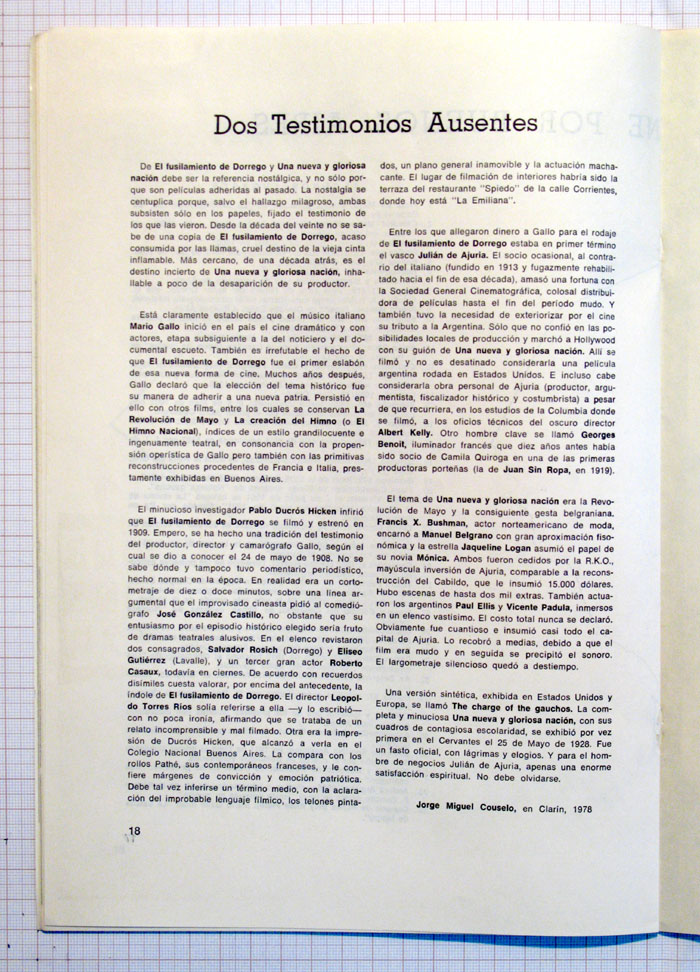 Dos Testimonios Ausentes
De El fusilamiento de Dorrego y Una nueva y gloriosa
nación debe ser la referencia nostálgica, y no sólo por-
que son películas adheridas al pasado. La nostalgia se
centuplica porque, salvo el hallazgo milagroso, ambas
subsisten sólo en los papeles, fijado el testimonio de
los que las vieron. Desde la década del veinte no se sa-
be de una copia de El fusilamiento de Dorrego, acaso
consumida por las llamas, cruel destino de la vieja cinta
inflamable. Más cercano, de una década atrás, es el
destino incierto de Una nueva y gloriosa nación, inha-
llable a poco de la desaparición de su productor.
Está claramente establecido que el músico italiano
Mario Gallo inició en el país el cine dramático y con
actores, etapa subsiguiente a la del noticiero y el do-
cumental escueto. También es irrefutable el hecho de
que El fusilamiento de Dorrego fue el primer eslabón
de esa nueva forma de cine. Muchos años después,
Gallo declaró que la elección del tema histórico fue
su manera de adherir a una nueva patria. Persistió en
ello con otros films, entre los cuales se conservan La
Revolución de Mayo y La creación del Himno (o El
Himno Nacional), índices de un estilo grandilocuente e
ingenuamente teatral, en consonancia con la propen-
sión operística de Gallo pero también con las primitivas
reconstrucciones procedentes de Francia e Italia, pres-
tamente exhibidas en Buenos Aires.
El minucioso investigador Pablo Ducrós Hicken infirió
que El fusilamiento de Dorrego se filmó y estrenó en
1909. Empero, se ha hecho una tradición del testimonio
del productor, director y camarógrafo Gallo, según el
cual se dio a conocer el 24 de mayo de 1908. No se
sabe dónde y tampoco tuvo comentario periodístico,
hecho normal en la época. En realidad era un corto-
metraje de diez o doce minutos, sobre una línea ar-
gumental que el improvisado cineasta pidió al comedió-
grafo José González Castillo, no obstante que su
entusiasmo por el episodio histórico elegido sería fruto
de dramas teatrales alusivos. En el elenco revistaron
dos consagrados, Salvador Rosich (Dorrego) y Eliseo
Gutiérrez (Lavalle), y un tercer gran actor Roberto
Casaux, todavía en ciernes. De acuerdo con recuerdos
disímiles cuesta valorar, por encima del antecedente, la
índole de El fusilamiento de Dorrego. El director Leopol-
do Torres Ríos solía referirse a ella —y lo escribió—
con no poca ironía, afirmando que se trataba de un
relato incomprensible y mal filmado. Otra era la impre-
sión de Ducrós Hicken, que alcanzó a verla en el
Colegio Nacional Buenos Aires. La compara con los
rollos Pathé, sus contemporáneos franceses, y le con-
fiere márgenes de convicción y emoción patriótica.
Debe tal vez inferirse un término medio, con la aclara-
ción del improbable lenguaje fílmico, los telones pinta-
dos, un plano general inamovible y la actuación macha-
cante. El lugar de filmación de interiores habría sido la
terraza del restaurante "Spiedo" de la calle Corrientes,
donde hoy está "La Emiliana".
Entre los que allegaron dinero a Gallo para el rodaje
de El fusilamiento de Dorrego estaba en primer término
el vasco Julián de Ajuria. El socio ocasional, al contra-
rio del italiano (fundido en 1913 y fugazmente rehabili-
tado hacia el fin de esa década), amasó una fortuna con
la Sociedad General Cinematográfica, colosal distribui-
dora de películas hasta el fin del período mudo. Y
también tuvo la necesidad de exteriorizar por el cine
su tributo a la Argentina. Sólo que no confió en las po-
sibilidades locales de producción y marchó a Hollywood
con su guión de Una nueva y gloriosa nación. Allí se
filmó y no es desatinado considerarla una película
argentina rodada en Estados Unidos. E incluso cabe
considerarla obra personal de Ajuria (productor, argu-
mentista, fiscalizador histórico y costumbrista) a pesar
de que recurriera, en los estudios de la Columbia donde
se filmó, a los oficios técnicos del oscuro director
Albert Kelly. Otro hombre clave se llamó Georges
Benoit, iluminador francés que diez años antes había
sido socio de Camila Quiroga en una de las primeras
productoras porteñas (la de Juan Sin Ropa, en 1919).
El tema de Una nueva y gloriosa nación era la Revo-
lución de Mayo y la consiguiente gesta belgraniana.
Francis X. Bushman, actor norteamericano de moda,
encarnó a Manuel Belgrano con gran aproximación fiso-
nómica y la estrella Jaqueline Logan asumió el papel de
su novia Mónica. Ambos fueron cedidos por la R.K.O.,
mayúscula inversión de Ajuria, comparable a la recons-
trucción del Cabildo, que le insumió 15.000 dólares.
Hubo escenas de hasta dos mil extras. También actua-
ron los argentinos Paul Ellis y Vicente Padula, inmersos
en un elenco vastísimo. El costo total nunca se declaró.
Obviamente fue cuantioso e insumió casi todo el ca-
pital de Ajuria. Lo recobró a medias, debido a que el
film era mudo y en seguida se precipitó el sonoro.
El largometraje silencioso quedó a destiempo.
Una versión sintética, exhibida en Estados Unidos y
Europa, se llamó The charge of the gauchos. La com-
pleta y minuciosa Una nueva y gloriosa nación, con sus
cuadros de contagiosa escolaridad, se exhibió por vez
primera en el Cervantes el 25 de Mayo de 1928. Fue
un fasto oficial, con lágrimas y elogios. Y para el hom-
bre de negocios Julián de Ajuria, apenas una enorme
satisfacción espiritual. No debe olvidarse.
Jorge Miguel Couselo, en Clarín, 1978
18